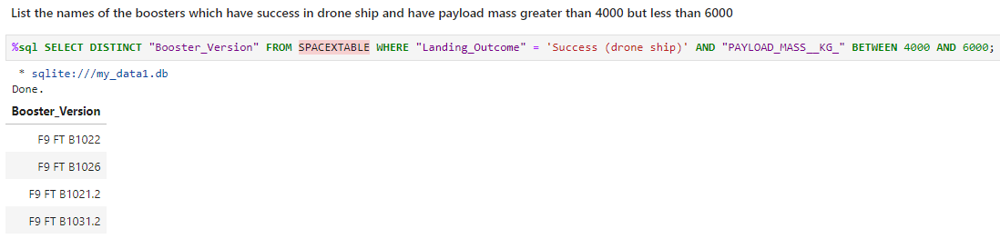 List the names of the boosters which have success in drone ship and have payload mass greater than 4000 but less than 6000
%sql SELECT DISTINCT "Booster_Version" FROM SPACEXTABLE WHERE "Landing_Outcome" = 'Success (drone ship)' AND "PAYLOAD_MASS__KG_" BETWEEN 4000 AND 6000;
* sqlite:///my_data1.db
Done.
Booster_Version
F9 FT B1022
F9 FT B1026
F9 FT B1021.2
F9 FT B1031.2